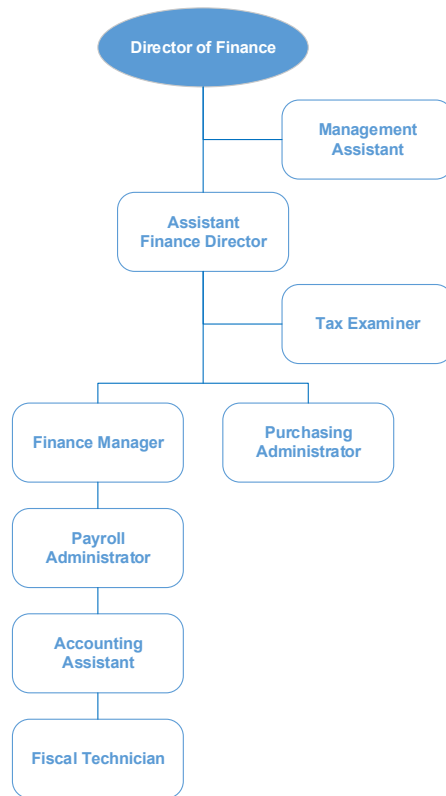 Director of Finance
Management
Assistant
Assistant
Finance Director
Tax Examiner
Finance Manager
Purchasing
Administrator
Payroll
Administrator
Accounting
Assistant
Fiscal Technician